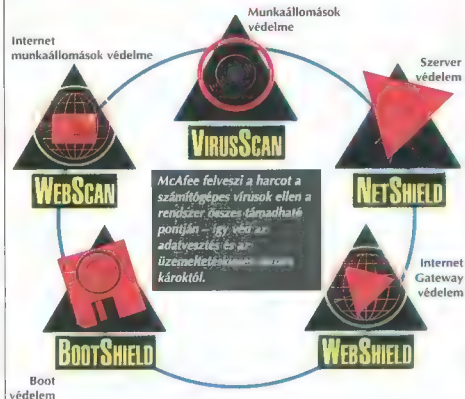 Munkaállomások
védelme
Internet
munkaállomások védelme
Szerver
védelem
VIRUSSCAN
WEBSCAN
NETSHIELD
McAfee felveszi a harcot a
számítógépes vírusok ellen a
rendszer összes támadható
pontján – így véd az
adatvesztés és az
károktól.
Internet
Gateway
védelem
BOOTSHIELD
WEBSHIELD
Boot
védelem